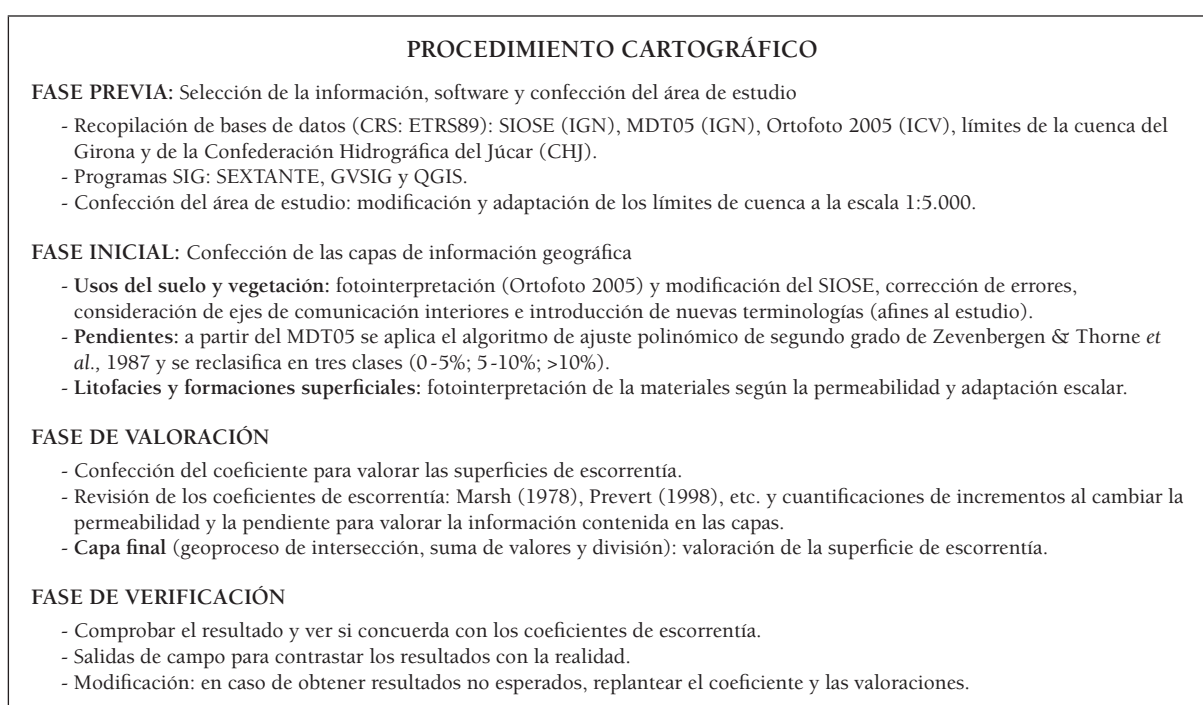 PROCEDIMIENTO CARTOGRÁFICO
FASE PREVIA: Selección de la información, software y confección del área de estudio
- Recopilación de bases de datos (CRS: ETRS89): SIOSE (IGN), MDT05 (IGN), Ortofoto 2005 (ICV), límites de la cuenca del
Girona y de la Confederación Hidrográfica del Júcar (CHJ).
- Programas SIG: SEXTANTE, GVSIG y QGIS.
- Confección del área de estudio: modificación y adaptación de los límites de cuenca a la escala 1:5.000.
FASE INICIAL: Confección de las capas de información geográfica
- Usos del suelo y vegetación: fotointerpretación (Ortofoto 2005) y modificación del SIOSE, corrección de errores,
consideración de ejes de comunicación interiores e introducción de nuevas terminologías (afines al estudio).
- Pendientes: a partir del MDT05 se aplica el algoritmo de ajuste polinómico de segundo grado de Zevenbergen & Thorne et
al., 1987 y se reclasifica en tres clases (0-5%; 5-10%; >10%).
- Litofacies y formaciones superficiales: fotointerpretación de la materiales según la permeabilidad y adaptación escalar.
FASE DE VALORACIÓN
- Confección del coeficiente para valorar las superficies de escorrentía.
- Revisión de los coeficientes de escorrentía: Marsh (1978), Prevert (1998), etc. y cuantificaciones de incrementos al cambiar la
permeabilidad y la pendiente para valorar la información contenida en las capas.
- Capa final (geoproceso de intersección, suma de valores y división): valoración de la superficie de escorrentía.
FASE DE VERIFICACIÓN
- Comprobar el resultado y ver si concuerda con los coeficientes de escorrentía.
- Salidas de campo para contrastar los resultados con la realidad.
- Modificación: en caso de obtener resultados no esperados, replantear el coeficiente y las valoraciones.